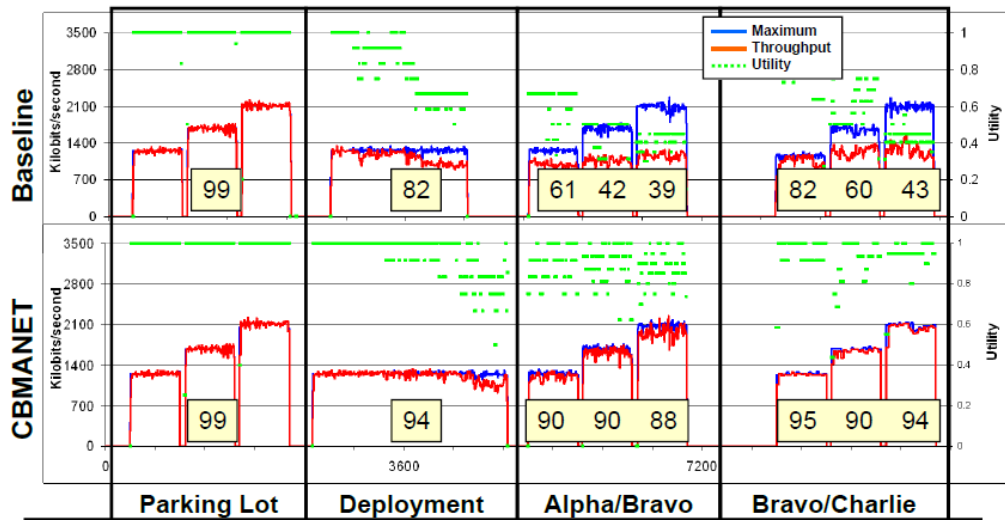 Baseline
Kilobits/second
3500
2800
2100
1400
700
0
Maximum
Throughput
Utility
1
0.8
0.6
0.4
0.2
0
Utility
99
82
61 42 39
82 60 43
CBMANET
Kilobits/second
3500
2800
2100
1400
700
0
1
0.8
0.6
0.4
0.2
0
Utility
99
94
90 90 88
95 90 94
0 3600 7200
Parking Lot Deployment Alpha/Bravo Bravo/Charlie